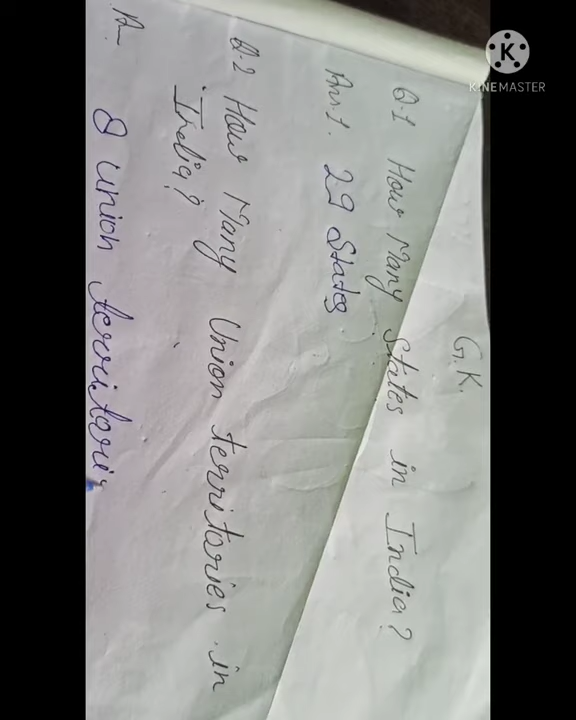 G.K.
Q.1 How Many States in India?
Ans 1. 29 States
Q.2 How Many Union territories in
India?
A 8 union territori
KINEMASTER